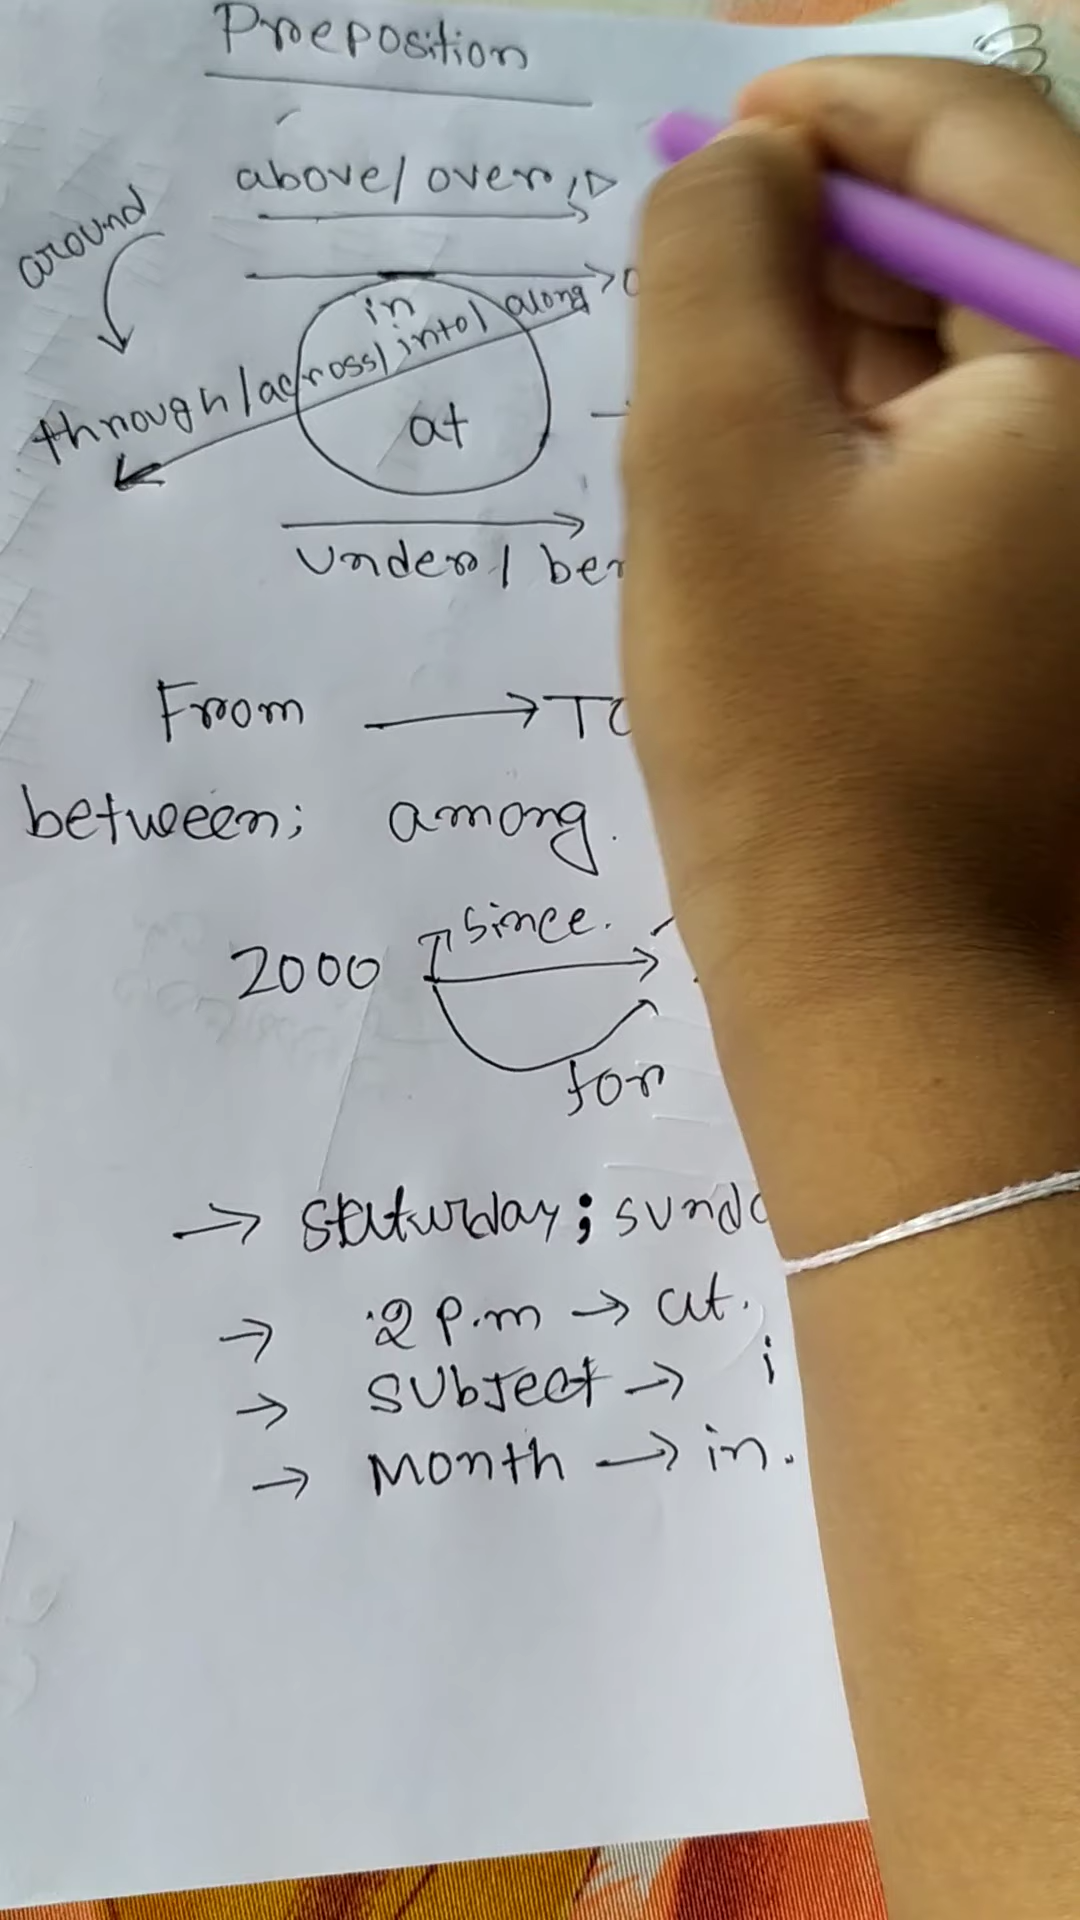 Preposition
above/ over
around
in
through/across/into/along
at
under/ ben
From → To
between; among.
since.
2000
for
→ saturday; sunda
→ 2 p.m → at.
→ subject → i
→ Month → in.